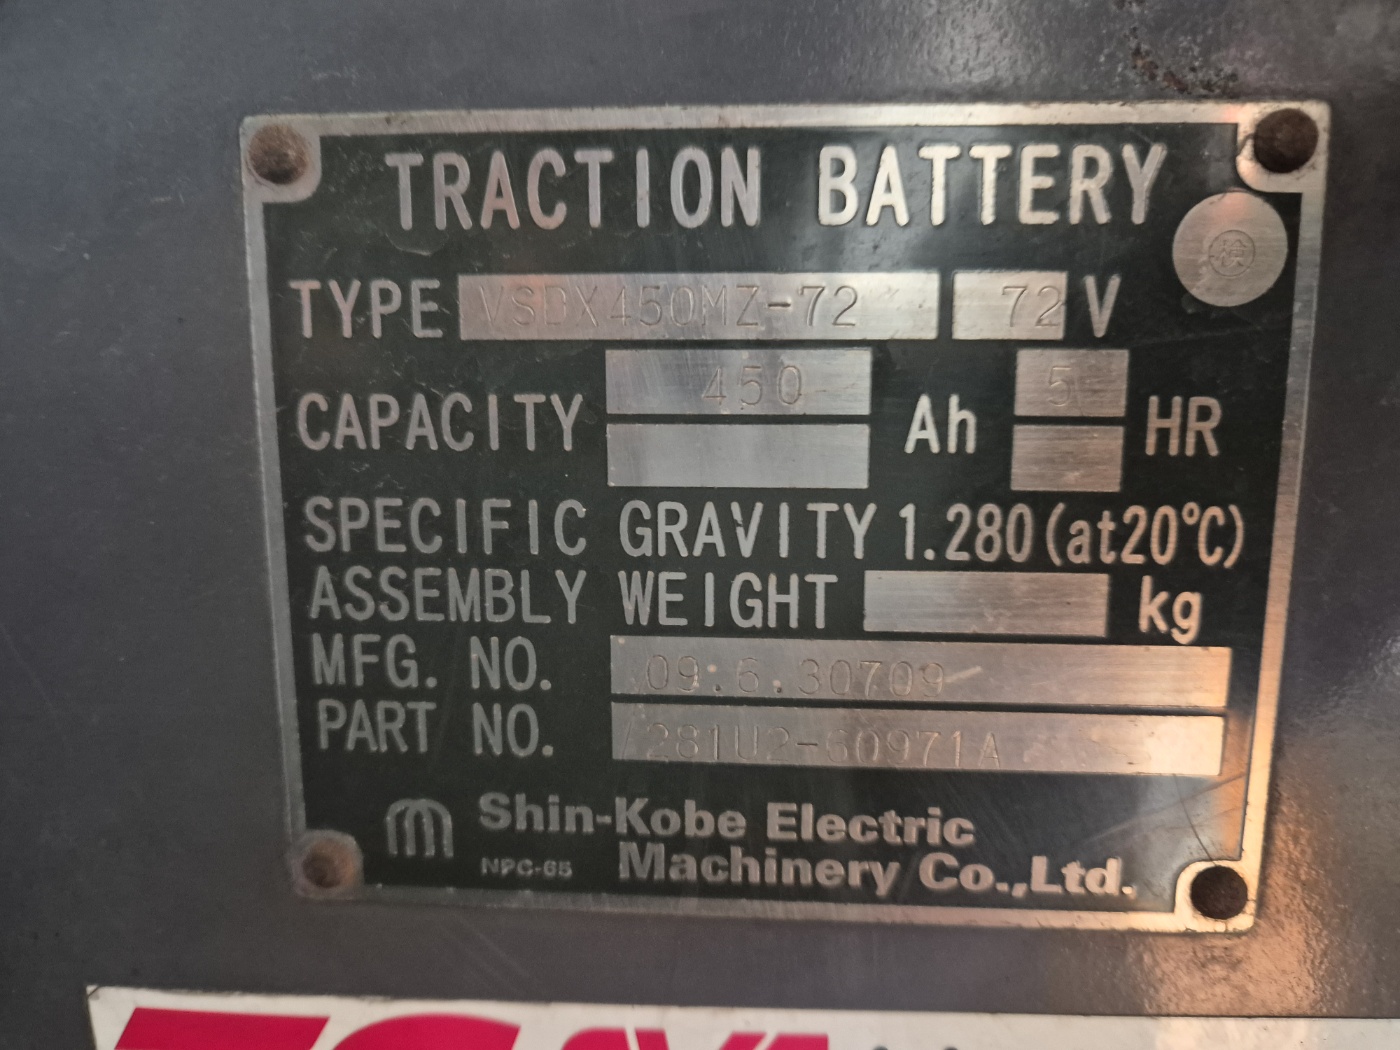 TRACTION BATTERY
検
TYPE VSDX450MZ-72 72 V
CAPACITY 450 Ah 5 HR
SPECIFIC GRAVITY 1.280(at20℃)
ASSEMBLY WEIGHT kg
MFG. NO. 09.6.30709
PART NO. 281U2-60971A
Shin-Kobe Electric
NPC-65 Machinery Co.,Ltd.